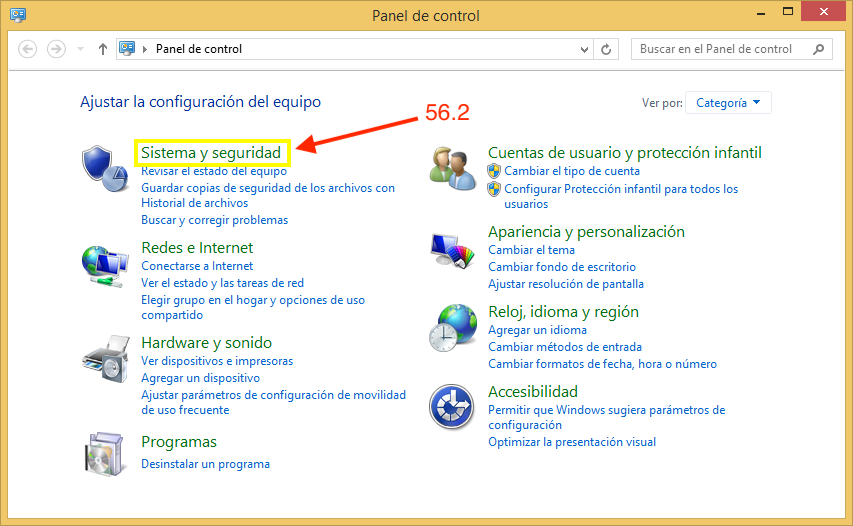 Panel de control
Panel de control
Buscar en el Panel de control
Ajustar la configuración del equipo
Ver por: Categoría
56.2
Sistema y seguridad
Revisar el estado del equipo
Guardar copias de seguridad de los archivos con
Historial de archivos
Buscar y corregir problemas
Redes e Internet
Conectarse a Internet
Ver el estado y las tareas de red
Elegir grupo en el hogar y opciones de uso
compartido
Hardware y sonido
Ver dispositivos e impresoras
Agregar un dispositivo
Ajustar parámetros de configuración de movilidad
de uso frecuente
Programas
Desinstalar un programa
Cuentas de usuario y protección infantil
Cambiar el tipo de cuenta
Configurar Protección infantil para todos los
usuarios
Apariencia y personalización
Cambiar el tema
Cambiar fondo de escritorio
Ajustar resolución de pantalla
Reloj, idioma y región
Agregar un idioma
Cambiar métodos de entrada
Cambiar formatos de fecha, hora o número
Accesibilidad
Permitir que Windows sugiera parámetros de
configuración
Optimizar la presentación visual